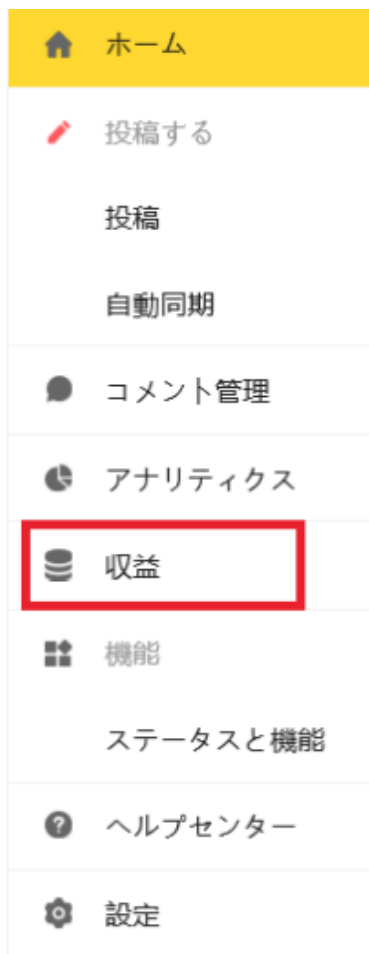 ホーム
投稿する
投稿
自動同期
コメント管理
アナリティクス
収益
機能
ステータスと機能
ヘルプセンター
設定